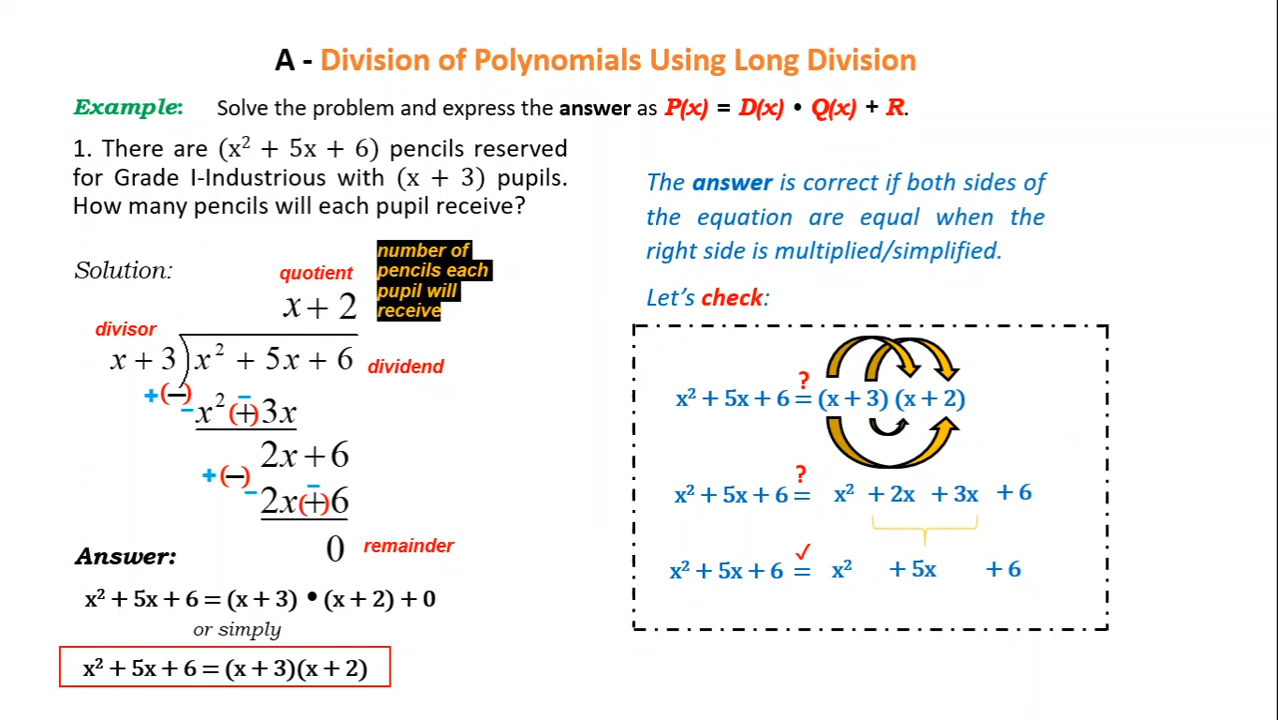 A - Division of Polynomials Using Long Division
Example: Solve the problem and express the answer as P(x) = D(x) • Q(x) + R.
1. There are (x² + 5x + 6) pencils reserved
for Grade I-Industrious with (x + 3) pupils.
How many pencils will each pupil receive?
Solution:
quotient
number of
pencils each
pupil will
receive
x + 2
divisor
x + 3)x² + 5x + 6
dividend
+(−)
− x² (+)− 3x
2x + 6
+(−)
− 2x(+)− 6
0
remainder
Answer:
x² + 5x + 6 = (x + 3) • (x + 2) + 0
or simply
x² + 5x + 6 = (x + 3)(x + 2)
The answer is correct if both sides of
the equation are equal when the
right side is multiplied/simplified.
Let’s check:
?
x² + 5x + 6 = (x + 3) (x + 2)
?
x² + 5x + 6 = x² + 2x + 3x + 6
✓
x² + 5x + 6 = x² + 5x + 6